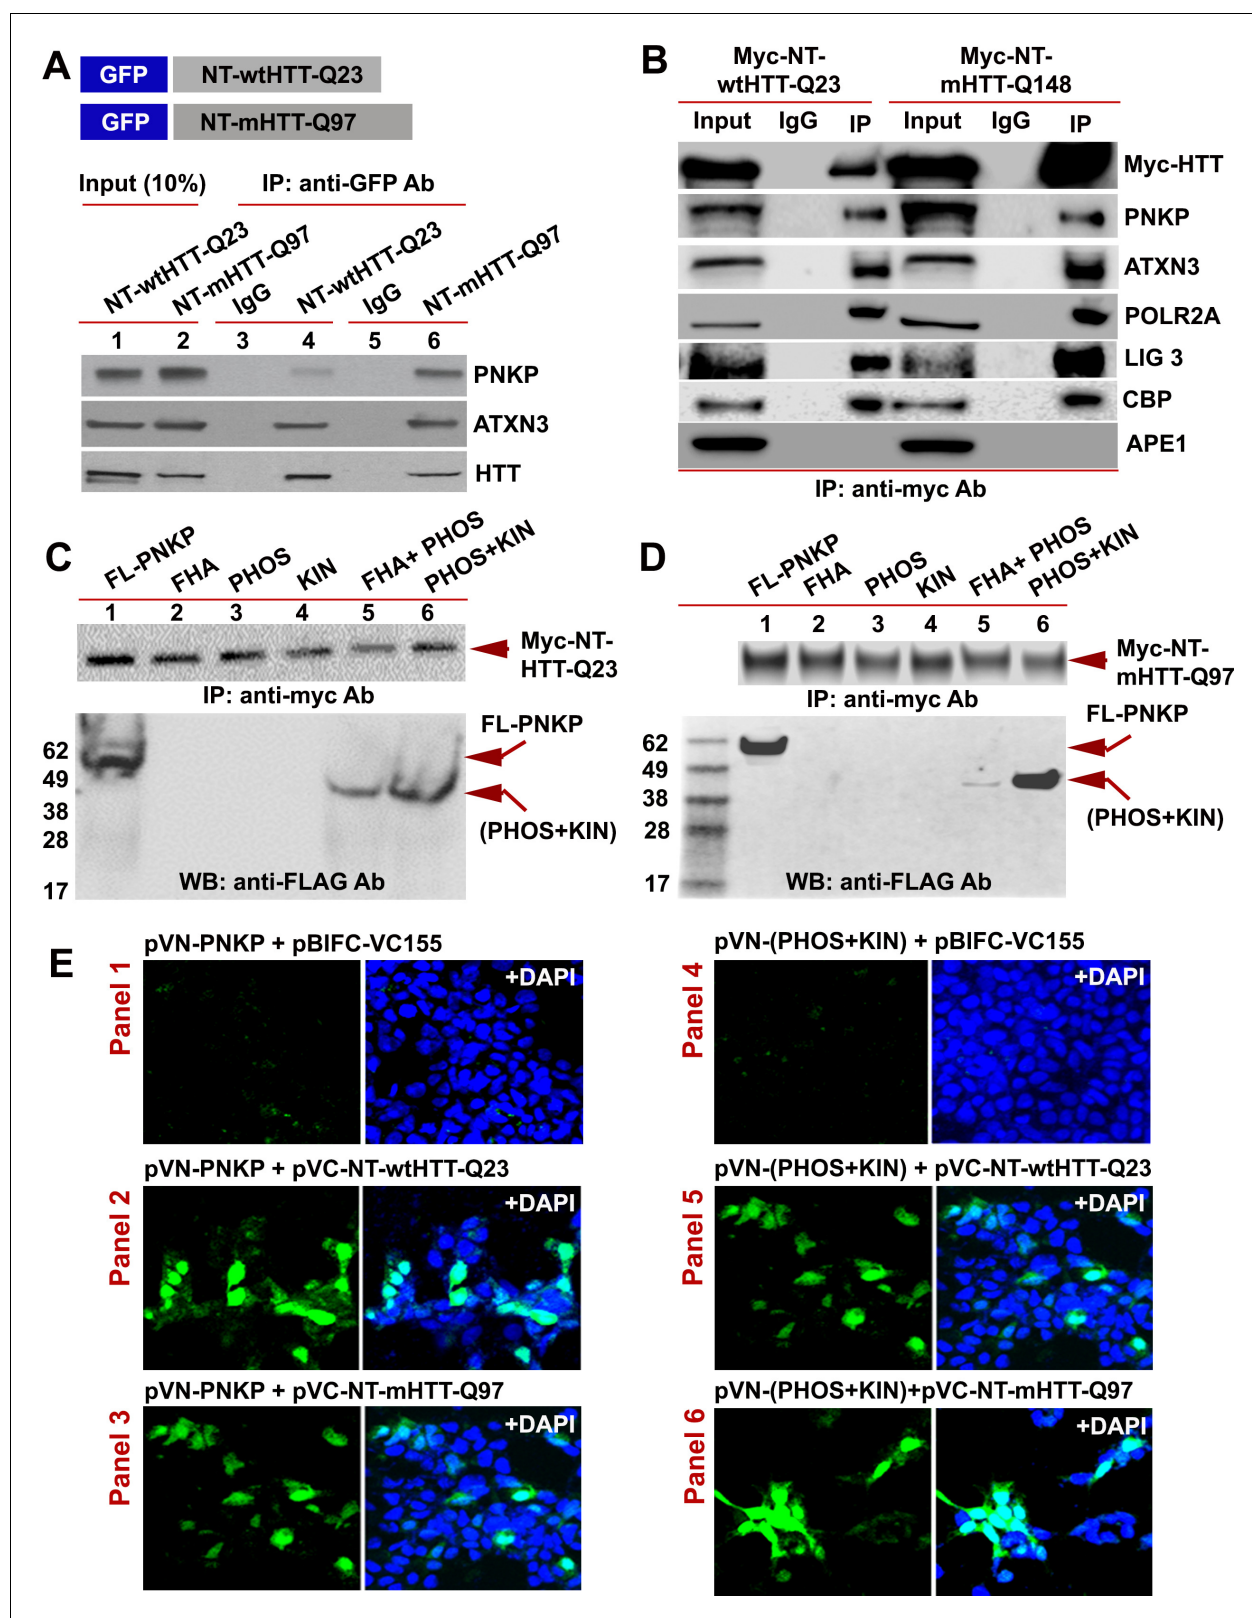 A
GFP NT-wtHTT-Q23
GFP NT-mHTT-Q97
Input (10%) IP: anti-GFP Ab
NT-wtHTT-Q23 NT-mHTT-Q97 IgG NT-wtHTT-Q23 IgG NT-mHTT-Q97
1 2 3 4 5 6
PNKP
ATXN3
HTT
B
Myc-NT- Myc-NT-
wtHTT-Q23 mHTT-Q148
Input IgG IP Input IgG IP
Myc-HTT
PNKP
ATXN3
POLR2A
LIG 3
CBP
APE1
IP: anti-myc Ab
C
FL-PNKP FHA PHOS KIN FHA+ PHOS PHOS+KIN
1 2 3 4 5 6
Myc-NT-
HTT-Q23
IP: anti-myc Ab
FL-PNKP
62
49
38
28
17
(PHOS+KIN)
WB: anti-FLAG Ab
D
FL-PNKP FHA PHOS KIN FHA+ PHOS PHOS+KIN
1 2 3 4 5 6
Myc-NT-
mHTT-Q97
IP: anti-myc Ab
FL-PNKP
62
49
38
28
17
(PHOS+KIN)
WB: anti-FLAG Ab
E
pVN-PNKP + pBIFC-VC155
Panel 1
+DAPI
pVN-PNKP + pVC-NT-wtHTT-Q23
Panel 2
+DAPI
pVN-PNKP + pVC-NT-mHTT-Q97
Panel 3
+DAPI
pVN-(PHOS+KIN) + pBIFC-VC155
Panel 4
+DAPI
pVN-(PHOS+KIN) + pVC-NT-wtHTT-Q23
Panel 5
+DAPI
pVN-(PHOS+KIN)+pVC-NT-mHTT-Q97
Panel 6
+DAPI